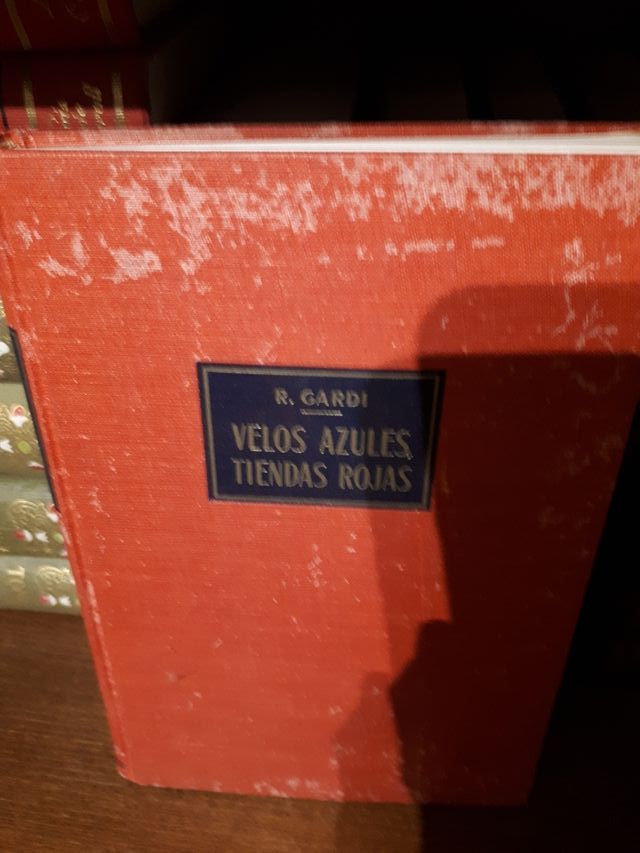 R. GARDI
VELOS AZULES,
TIENDAS ROJAS